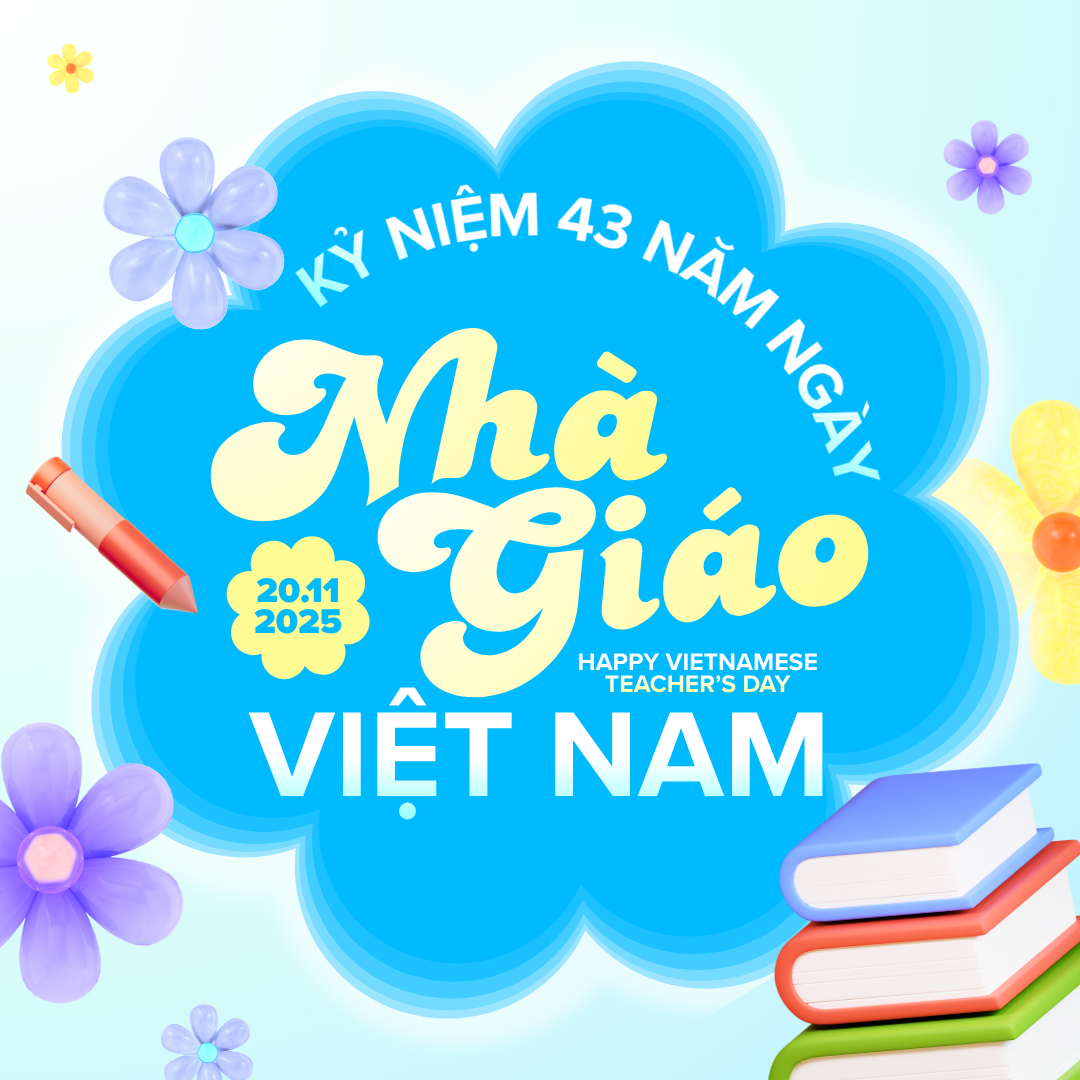 KỶ NIỆM 43 NĂM NGÀY
Nhà
Giáo
20.11
2025
HAPPY VIETNAMESE
TEACHER’S DAY
VIỆT NAM